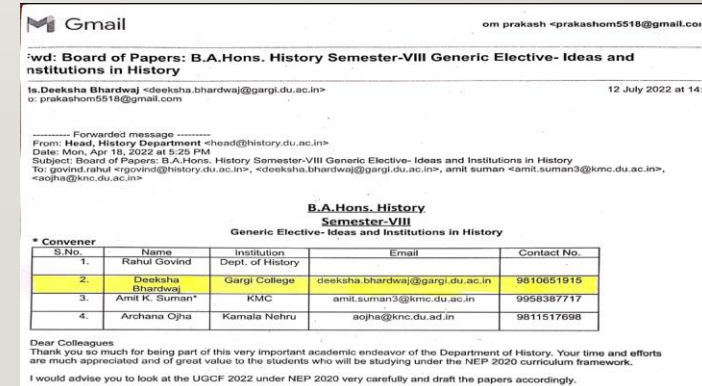 Gmail
om prakash <prakashom5518@gmail.com
Fwd: Board of Papers: B.A.Hons. History Semester-VIII Generic Elective- Ideas and
nstitutions in History
Ms.Deeksha Bhardwaj <deeksha.bhardwaj@gargi.du.ac.in>
12 July 2022 at 14:
o: prakashom5518@gmail.com
---------- Forwarded message ---------
From: Head, History Department <head@history.du.ac.in>
Date: Mon, Apr 18, 2022 at 5:25 PM
Subject: Board of Papers: B.A.Hons. History Semester-VIII Generic Elective- Ideas and Institutions in History
To: govind.rahul <rgovind@history.du.ac.in>, <deeksha.bhardwaj@gargi.du.ac.in>, amit suman <amit.suman3@kmc.du.ac.in>,
<aojha@knc.du.ac.in>
B.A.Hons. History
Semester-VIII
Generic Elective- Ideas and Institutions in History
* Convener
S.No. Name Institution Email Contact No.
1. Rahul Govind Dept. of History
2. Deeksha Bhardwaj Gargi College deeksha.bhardwaj@gargi.du.ac.in 9810651915
3. Amit K. Suman* KMC amit.suman3@kmc.du.ac.in 9958387717
4. Archana Ojha Kamala Nehru aojha@knc.du.ad.in 9811517698
Dear Colleagues
Thank you so much for being part of this very important academic endeavor of the Department of History. Your time and efforts
are much appreciated and of great value to the students who will be studying under the NEP 2020 curriculum framework.
I would advise you to look at the UGCF 2022 under NEP 2020 very carefully and draft the papers accordingly.